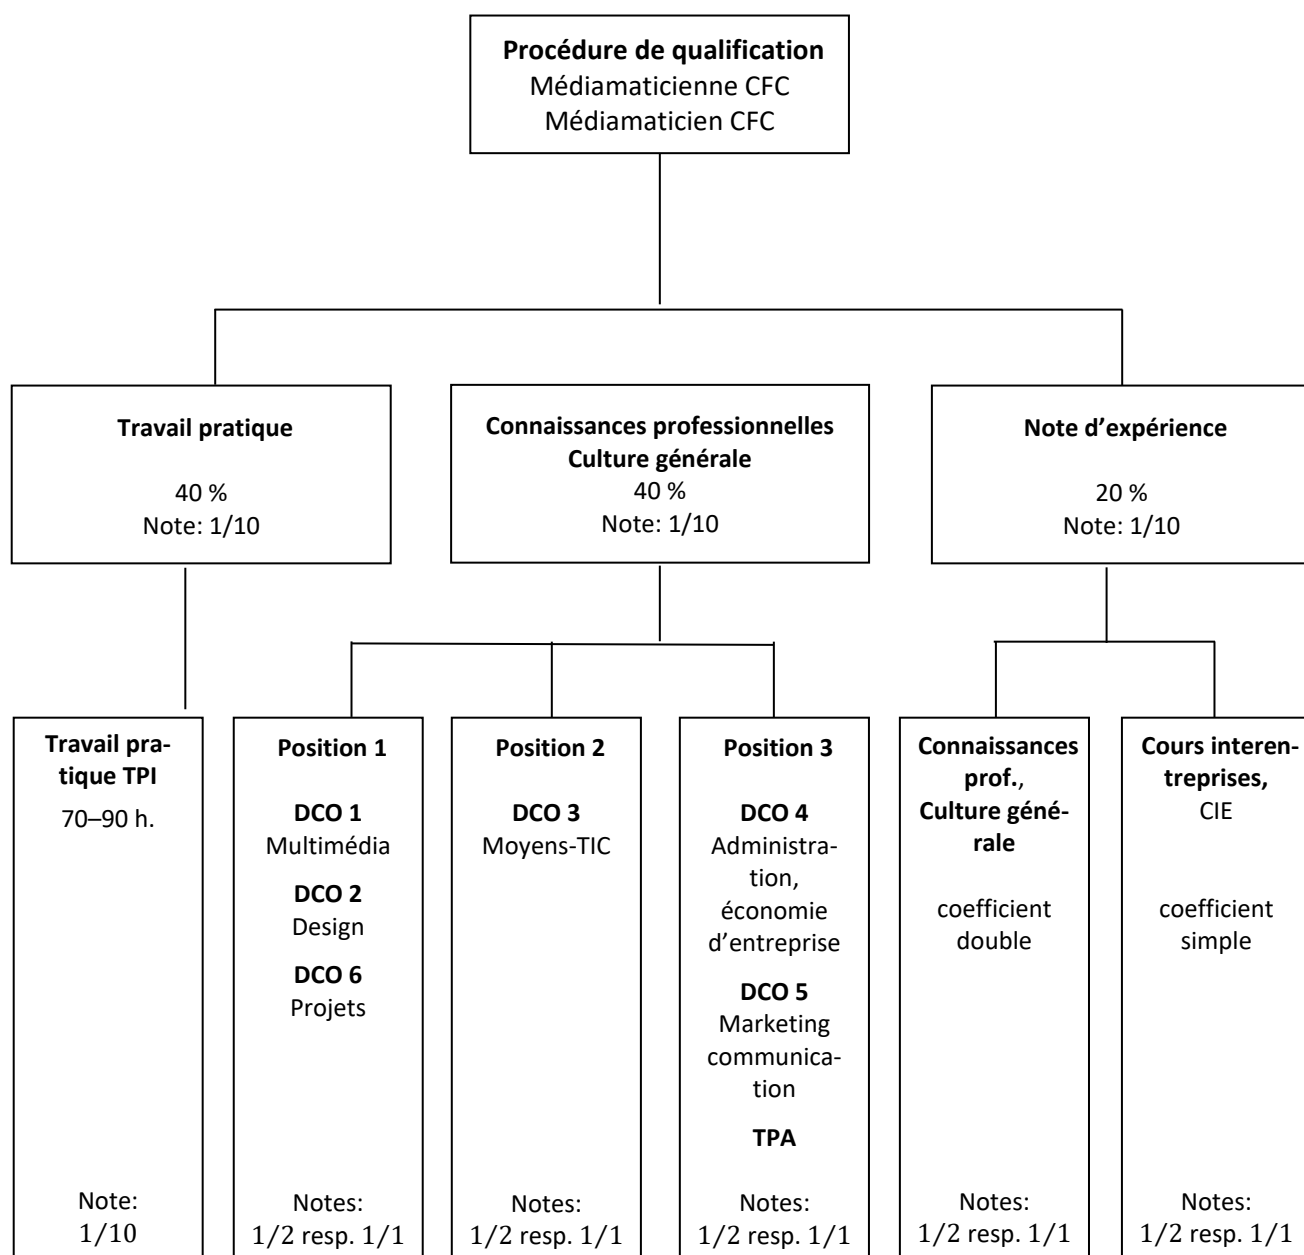 Procédure de qualification
Médiamaticienne CFC
Médiamaticien CFC
Travail pratique
40 %
Note: 1/10
Connaissances professionnelles
Culture générale
40 %
Note: 1/10
Note d’expérience
20 %
Note: 1/10
Travail pra-
tique TPI
70–90 h.
Note:
1/10
Position 1
DCO 1
Multimédia
DCO 2
Design
DCO 6
Projets
Notes:
1/2 resp. 1/1
Position 2
DCO 3
Moyens-TIC
Notes:
1/2 resp. 1/1
Position 3
DCO 4
Administra-
tion,
économie
d’entreprise
DCO 5
Marketing
communica-
tion
TPA
Notes:
1/2 resp. 1/1
Connaissances
prof.,
Culture géné-
rale
coefficient
double
Notes:
1/2 resp. 1/1
Cours interen-
treprises,
CIE
coefficient
simple
Notes:
1/2 resp. 1/1